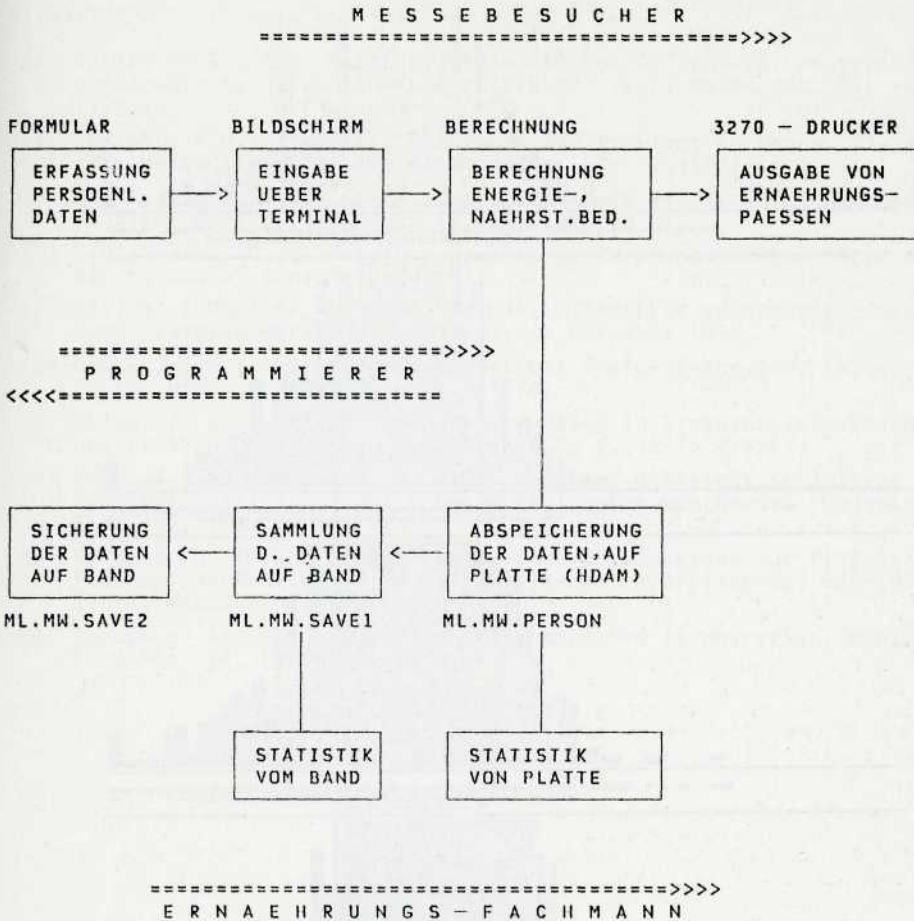 M E S S E B E S U C H E R
===================================>>>>
FORMULAR BILDSCHIRM BERECHNUNG 3270 - DRUCKER
ERFASSUNG PERSOENL. DATEN
EINGABE UEBER TERMINAL
BERECHNUNG ENERGIE-, NAEHRST.BED.
AUSGABE VON ERNAEHRUNGS- PAESSEN
============================>>>>
P R O G R A M M I E R E R
<<<<============================
SICHERUNG DER DATEN AUF BAND
SAMMLUNG D. DATEN AUF BAND
ABSPEICHERUNG DER DATEN,AUF PLATTE (HDAM)
ML.MW.SAVE2 ML.MW.SAVE1 ML.MW.PERSON
STATISTIK VOM BAND
STATISTIK VON PLATTE
======================================>>>>
E R N A E H R U N G S - F A C H M A N N